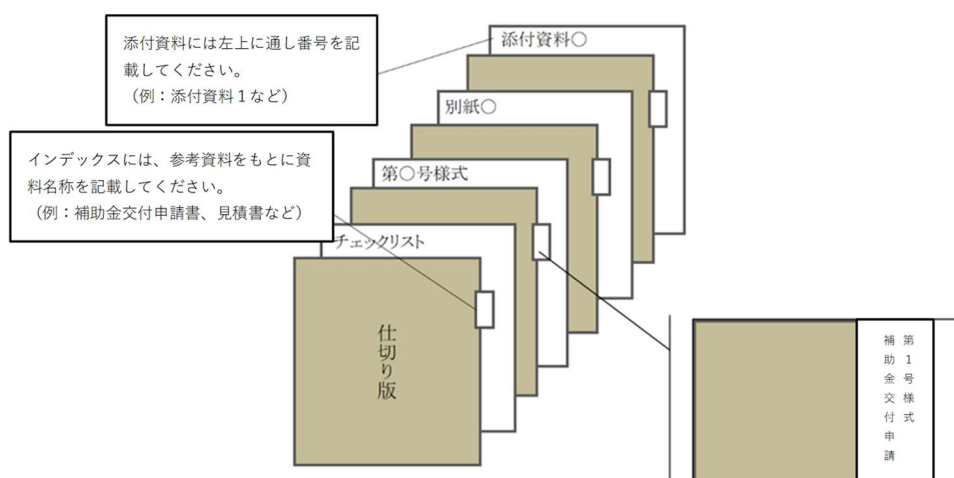 添付資料には左上に通し番号を記
載してください。
（例：添付資料１など）
インデックスには、参考資料をもとに資
料名称を記載してください。
（例：補助金交付申請書、見積書など）
添付資料○
別紙○
第○号様式
チェックリスト
仕切り版
第１号様式
補助金交付申請